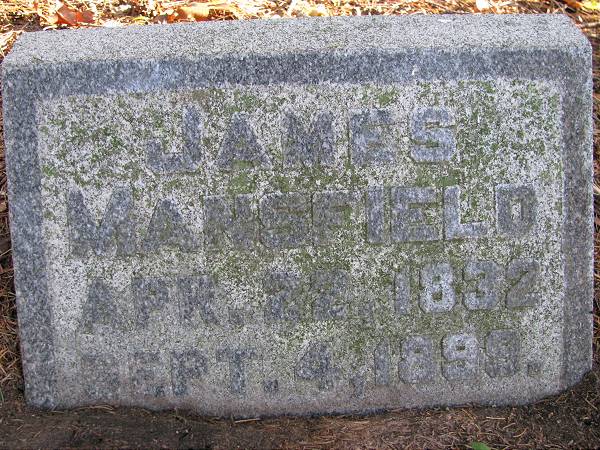 JAMES
MANSFIELD
APR. 22, 1832
SEPT. 4, 1899.